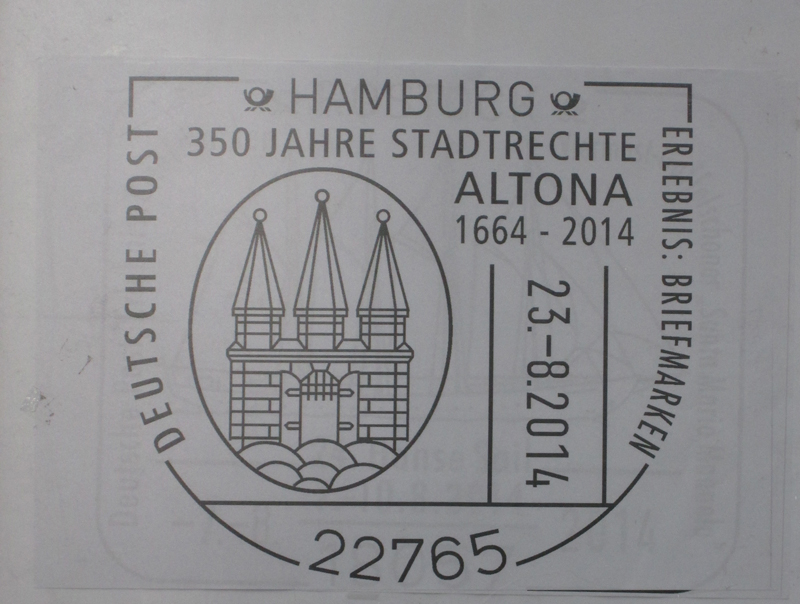 HAMBURG
350 JAHRE STADTRECHTE
ALTONA
1664 - 2014
DEUTSCHE POST
ERLEBNIS: BRIEFMARKEN
23.-8.2014
22765